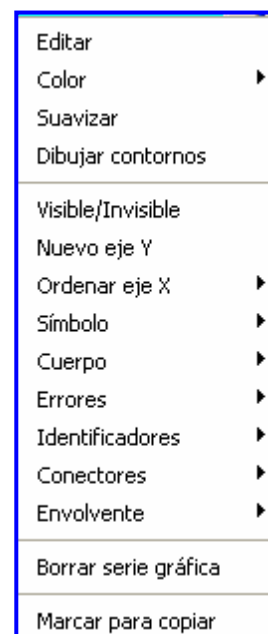 Editar
Color
Suavizar
Dibujar contornos
Visible/Invisible
Nuevo eje Y
Ordenar eje X
Símbolo
Cuerpo
Errores
Identificadores
Conectores
Envolvente
Borrar serie gráfica
Marcar para copiar